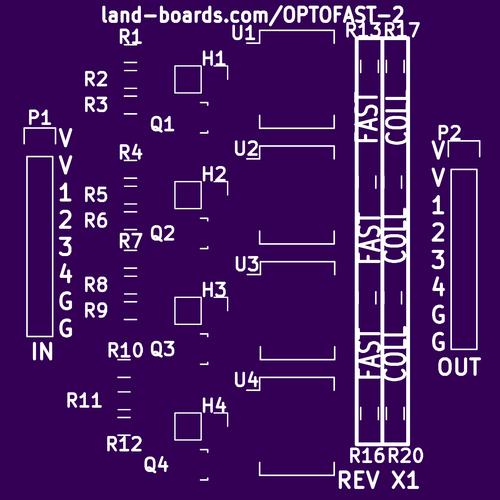 land-boards.com/OPTOFAST-2
R1 U1 R13 R17
H1
R2
R3
Q1 FAST COLL
P1 P2
V V
R4 U2
V V
H2
1 R5 1
2 R6 Q2 2
R7 FAST COLL
3 U3 3
4 R8 H3 4
G R9 G
G G
IN R10 Q3 FAST COLL OUT
U4
R11 H4
R12
Q4 R16 R20
REV X1